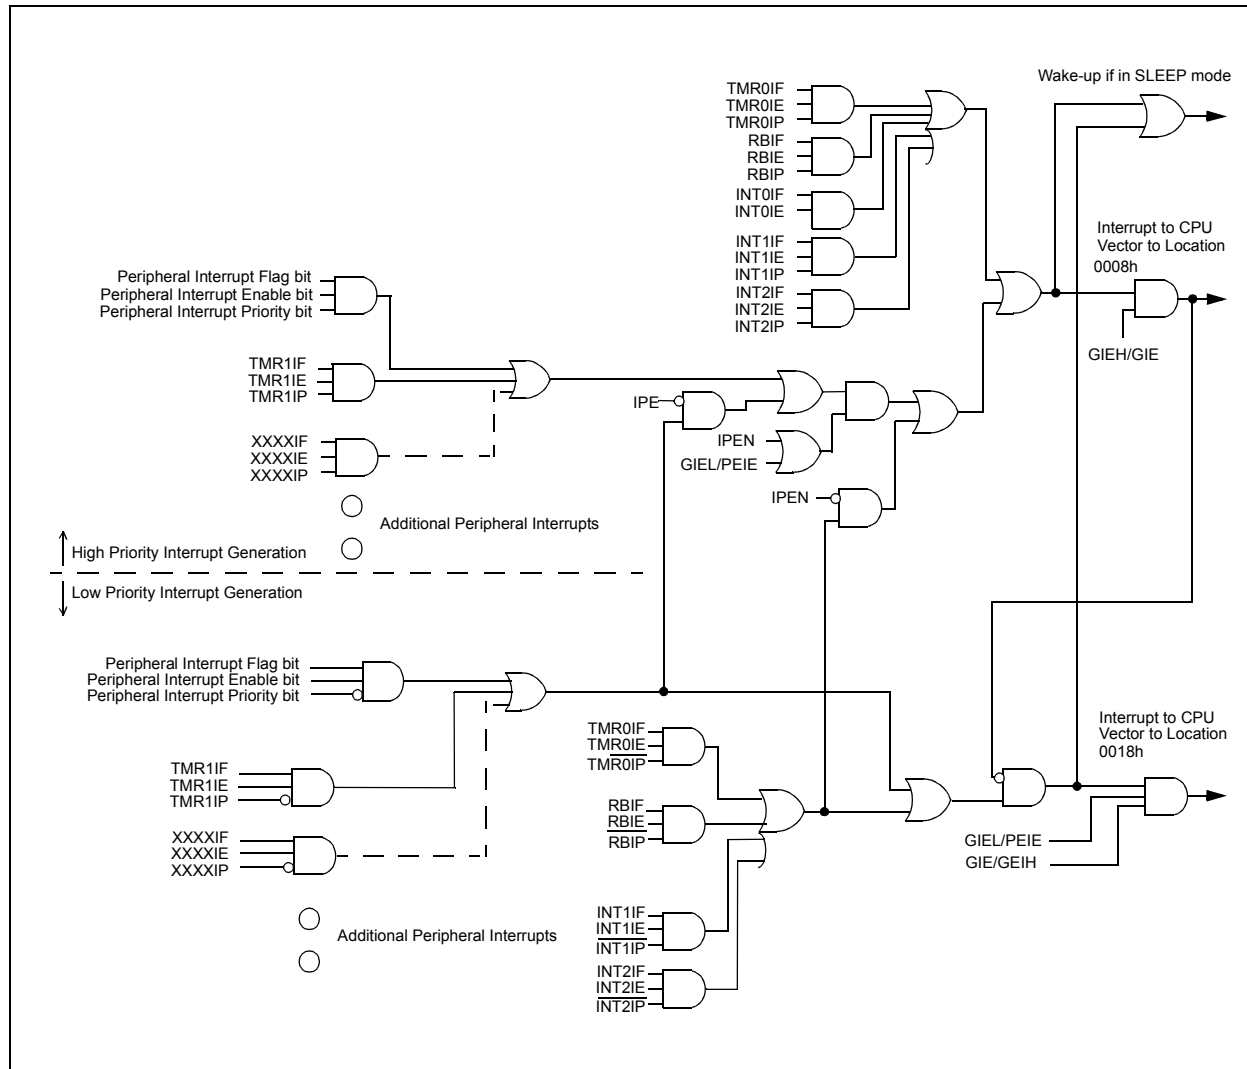 Wake-up if in SLEEP mode
TMR0IF
TMR0IE
TMR0IP
RBIF
RBIE
RBIP
INT0IF
INT0IE
INT1IF
INT1IE
INT1IP
INT2IF
INT2IE
INT2IP
Interrupt to CPU
Vector to Location
0008h
GIEH/GIE
Peripheral Interrupt Flag bit
Peripheral Interrupt Enable bit
Peripheral Interrupt Priority bit
TMR1IF
TMR1IE
TMR1IP
XXXXIF
XXXXIE
XXXXIP
IPE
IPEN
GIEL/PEIE
IPEN
Additional Peripheral Interrupts
High Priority Interrupt Generation
Low Priority Interrupt Generation
Peripheral Interrupt Flag bit
Peripheral Interrupt Enable bit
Peripheral Interrupt Priority bit
TMR1IF
TMR1IE
TMR1IP
XXXXIF
XXXXIE
XXXXIP
Additional Peripheral Interrupts
TMR0IF
TMR0IE
TMR0IP
RBIF
RBIE
RBIP
INT1IF
INT1IE
INT1IP
INT2IF
INT2IE
INT2IP
Interrupt to CPU
Vector to Location
0018h
GIEL/PEIE
GIE/GEIH